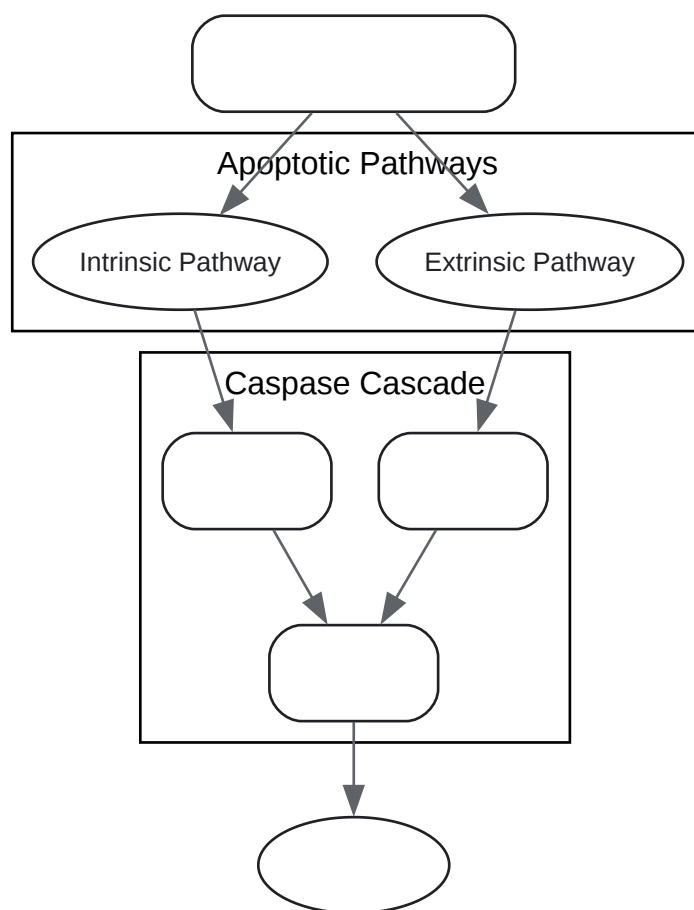 Apoptotic Pathways
Intrinsic Pathway
Extrinsic Pathway
Caspase Cascade